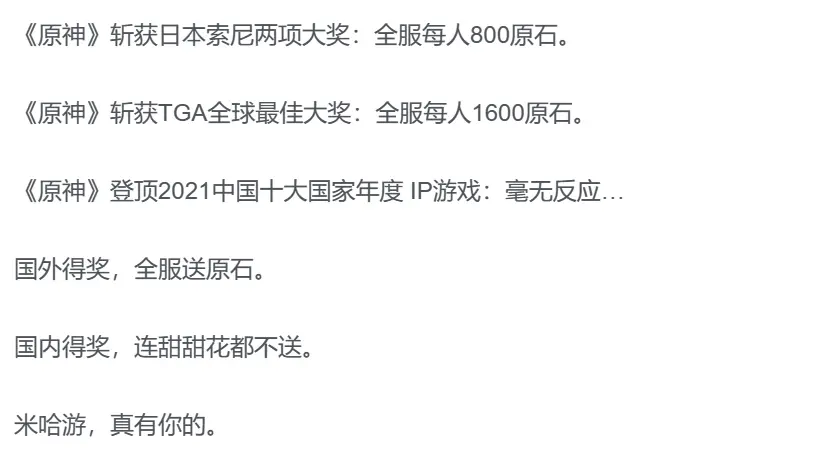 《原神》斩获日本索尼两项大奖：全服每人800原石。
《原神》斩获TGA全球最佳大奖：全服每人1600原石。
《原神》登顶2021中国十大国家年度 IP游戏：毫无反应…
国外得奖，全服送原石。
国内得奖，连甜甜花都不送。
米哈游，真有你的。